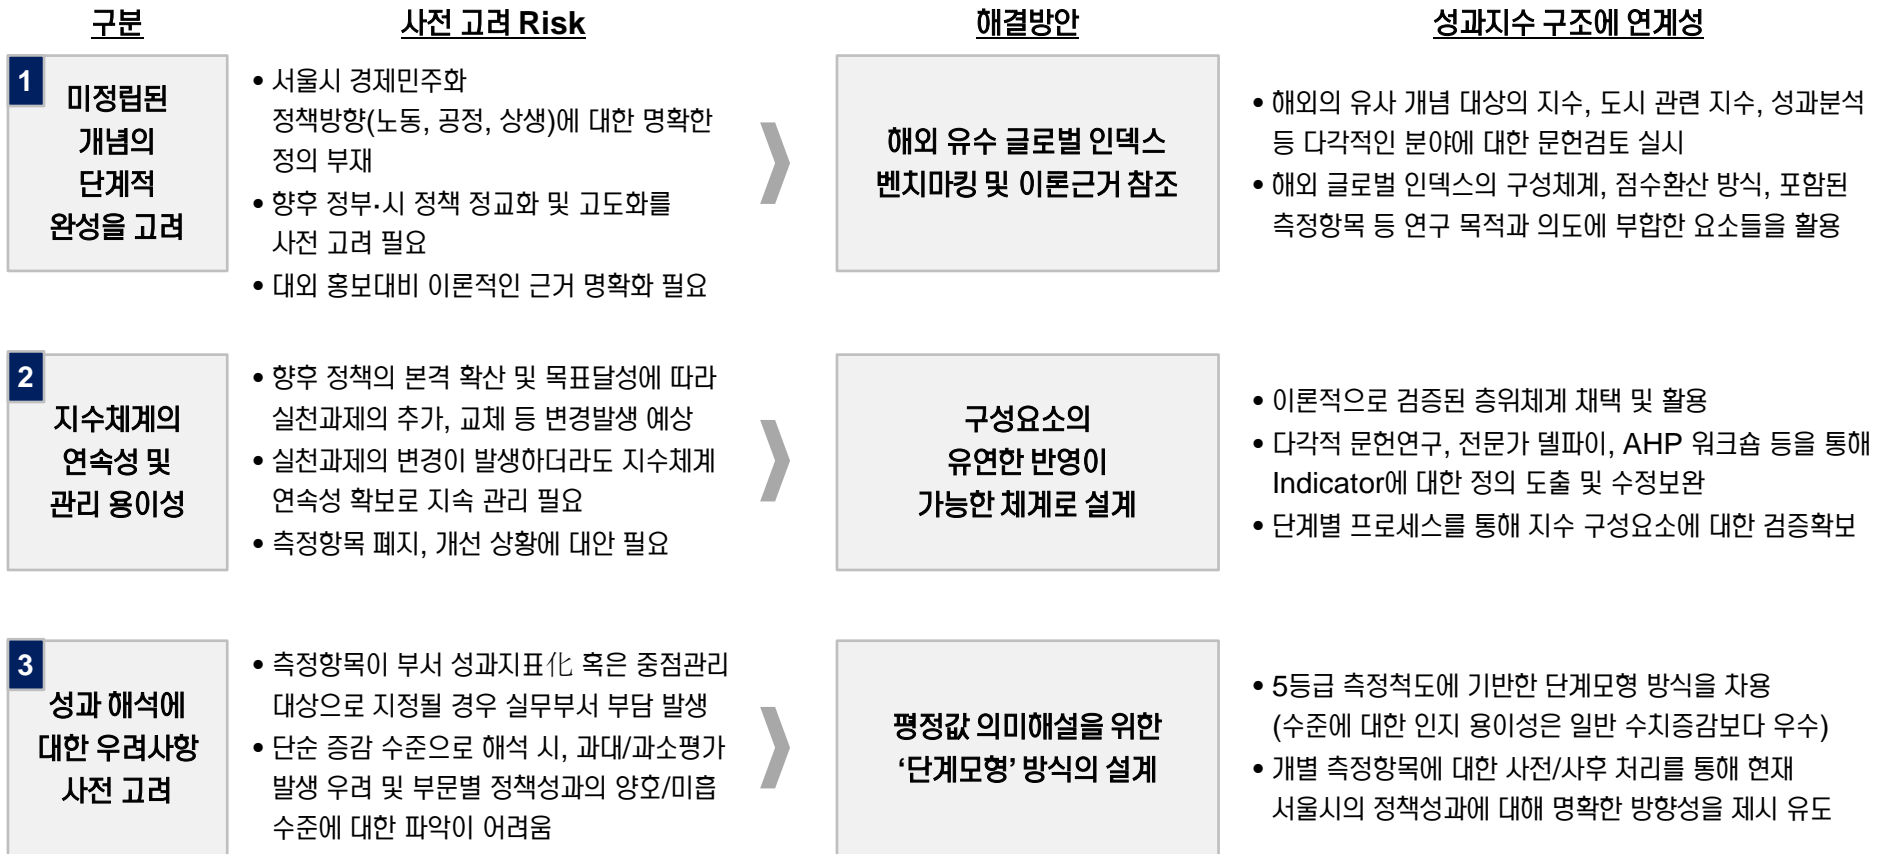 구분
사전 고려 Risk
해결방안
성과지수 구조에 연계성
1
미정립된
개념의
단계적
완성을 고려
• 서울시 경제민주화
정책방향(노동, 공정, 상생)에 대한 명확한
정의 부재
• 향후 정부·시 정책 정교화 및 고도화를
사전 고려 필요
• 대외 홍보대비 이론적인 근거 명확화 필요
해외 유수 글로벌 인덱스
벤치마킹 및 이론근거 참조
• 해외의 유사 개념 대상의 지수, 도시 관련 지수, 성과분석
등 다각적인 분야에 대한 문헌검토 실시
• 해외 글로벌 인덱스의 구성체계, 점수환산 방식, 포함된
측정항목 등 연구 목적과 의도에 부합한 요소들을 활용
2
지수체계의
연속성 및
관리 용이성
• 향후 정책의 본격 확산 및 목표달성에 따라
실천과제의 추가, 교체 등 변경발생 예상
• 실천과제의 변경이 발생하더라도 지수체계
연속성 확보로 지속 관리 필요
• 측정항목 폐지, 개선 상황에 대안 필요
구성요소의
유연한 반영이
가능한 체계로 설계
• 이론적으로 검증된 층위체계 채택 및 활용
• 다각적 문헌연구, 전문가 델파이, AHP 워크숍 등을 통해
Indicator에 대한 정의 도출 및 수정보완
• 단계별 프로세스를 통해 지수 구성요소에 대한 검증확보
3
성과 해석에
대한 우려사항
사전 고려
• 측정항목이 부서 성과지표化 혹은 중점관리
대상으로 지정될 경우 실무부서 부담 발생
• 단순 증감 수준으로 해석 시, 과대/과소평가
발생 우려 및 부문별 정책성과의 양호/미흡
수준에 대한 파악이 어려움
평정값 의미해설을 위한
‘단계모형’ 방식의 설계
• 5등급 측정척도에 기반한 단계모형 방식을 차용
(수준에 대한 인지 용이성은 일반 수치증감보다 우수)
• 개별 측정항목에 대한 사전/사후 처리를 통해 현재
서울시의 정책성과에 대해 명확한 방향성을 제시 유도